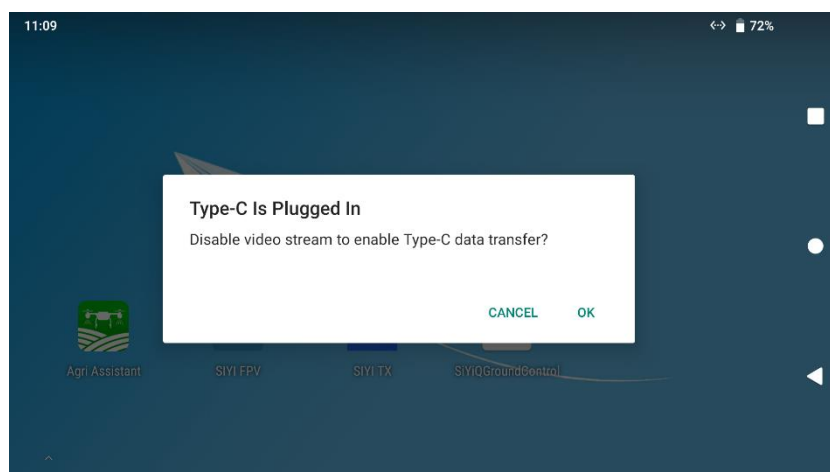 11:09
72%
Type-C Is Plugged In
Disable video stream to enable Type-C data transfer?
CANCEL OK
Agri Assistant SIYI FPV SIYI TX SiYiQGroundControl